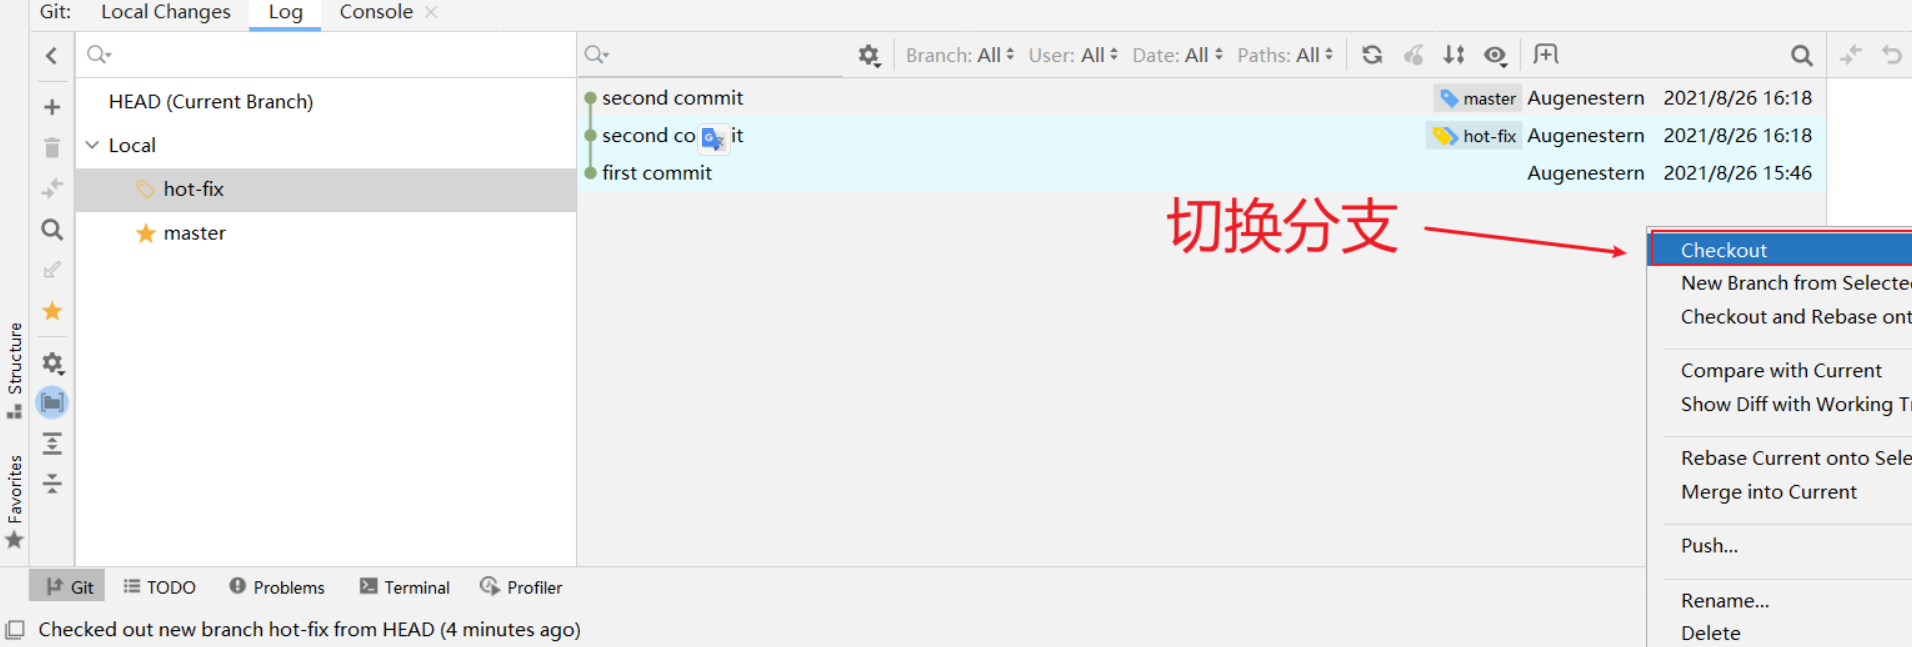 Git: Local Changes Log Console
Branch: All User: All Date: All Paths: All
HEAD (Current Branch)
Local
hot-fix
master
second commit master Augenestern 2021/8/26 16:18
second co it hot-fix Augenestern 2021/8/26 16:18
first commit Augenestern 2021/8/26 15:46
切换分支
Checkout
New Branch from Selected
Checkout and Rebase ont
Compare with Current
Show Diff with Working Tr
Rebase Current onto Sele
Merge into Current
Push...
Rename...
Delete
Structure
Favorites
Git TODO Problems Terminal Profiler
Checked out new branch hot-fix from HEAD (4 minutes ago)